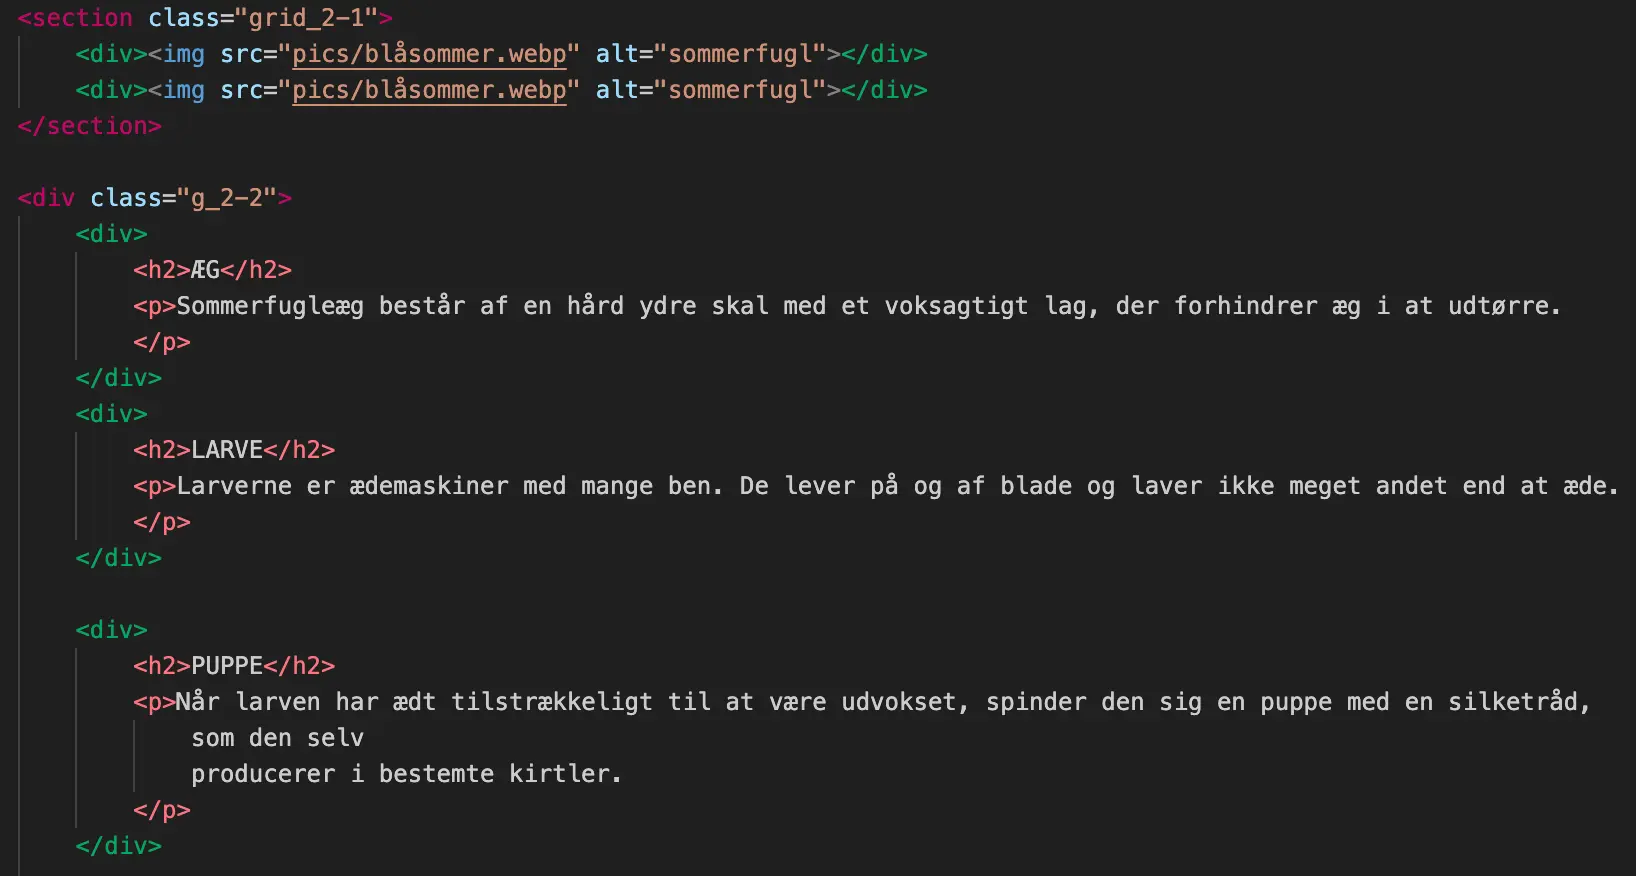 <section class="grid_2-1">
<div><img src="pics/blåsommer.webp" alt="sommerfugl"></div>
<div><img src="pics/blåsommer.webp" alt="sommerfugl"></div>
</section>
<div class="g_2-2">
<div>
<h2>ÆG</h2>
<p>Sommerfugleæg består af en hård ydre skal med et voksagtigt lag, der forhindrer æg i at udtørre.
</p>
</div>
<div>
<h2>LARVE</h2>
<p>Larverne er ædemaskiner med mange ben. De lever på og af blade og laver ikke meget andet end at æde.
</p>
</div>
<div>
<h2>PUPPE</h2>
<p>Når larven har ædt tilstrækkeligt til at være udvokset, spinder den sig en puppe med en silketråd,
som den selv
producerer i bestemte kirtler.
</p>
</div>